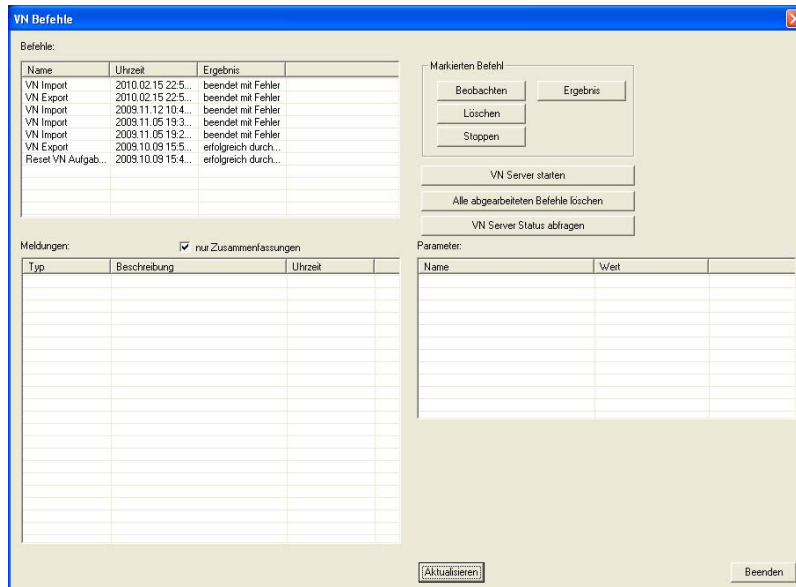 VN Befehle
Befehle:
Name Uhrzeit Ergebnis
VN Import 2010.02.15 22:5... beendet mit Fehler
VN Export 2010.02.15 22:5... beendet mit Fehler
VN Import 2009.11.12 10:4... beendet mit Fehler
VN Import 2009.11.05 19:3... beendet mit Fehler
VN Import 2009.11.05 19:2... beendet mit Fehler
VN Export 2009.10.09 15:5... erfolgreich durch...
Reset VN Aufgab... 2009.10.09 15:4... erfolgreich durch...
Markierten Befehl
Beobachten Ergebnis
Löschen
Stoppen
VN Server starten
Alle abgearbeiteten Befehle löschen
VN Server Status abfragen
Meldungen: nur Zusammenfassungen
Typ Beschreibung Uhrzeit
Parameter:
Name Wert
Aktualisieren Beenden